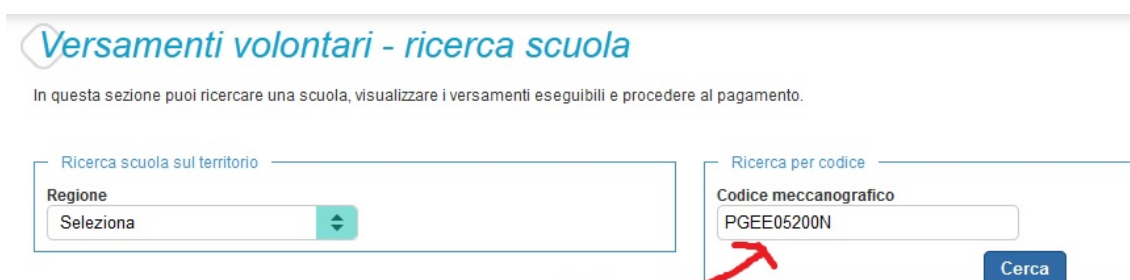 Versamenti volontari - ricerca scuola
In questa sezione puoi ricercare una scuola, visualizzare i versamenti eseguibili e procedere al pagamento.
Ricerca scuola sul territorio
Regione
Seleziona
Ricerca per codice
Codice meccanografico
PGEE05200N
Cerca